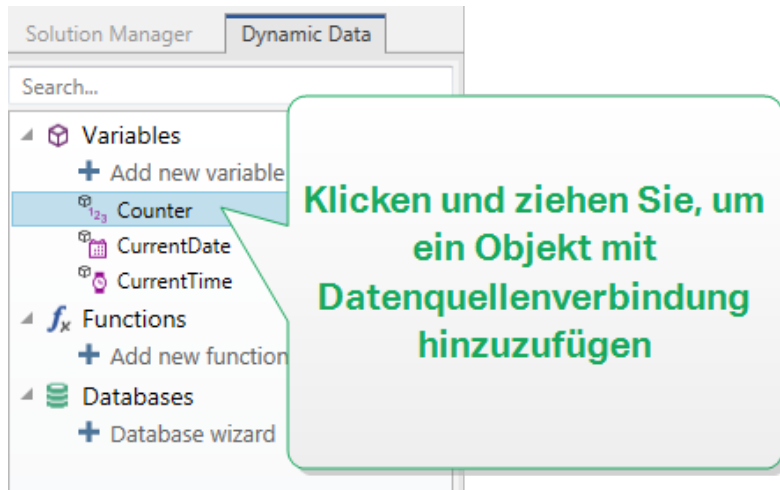 Solution Manager
Dynamic Data
Search...
Variables
Add new variable
Counter
CurrentDate
CurrentTime
Functions
Add new function
Databases
Database wizard
Klicken und ziehen Sie, um
ein Objekt mit
Datenquellenverbindung
hinzuzufügen